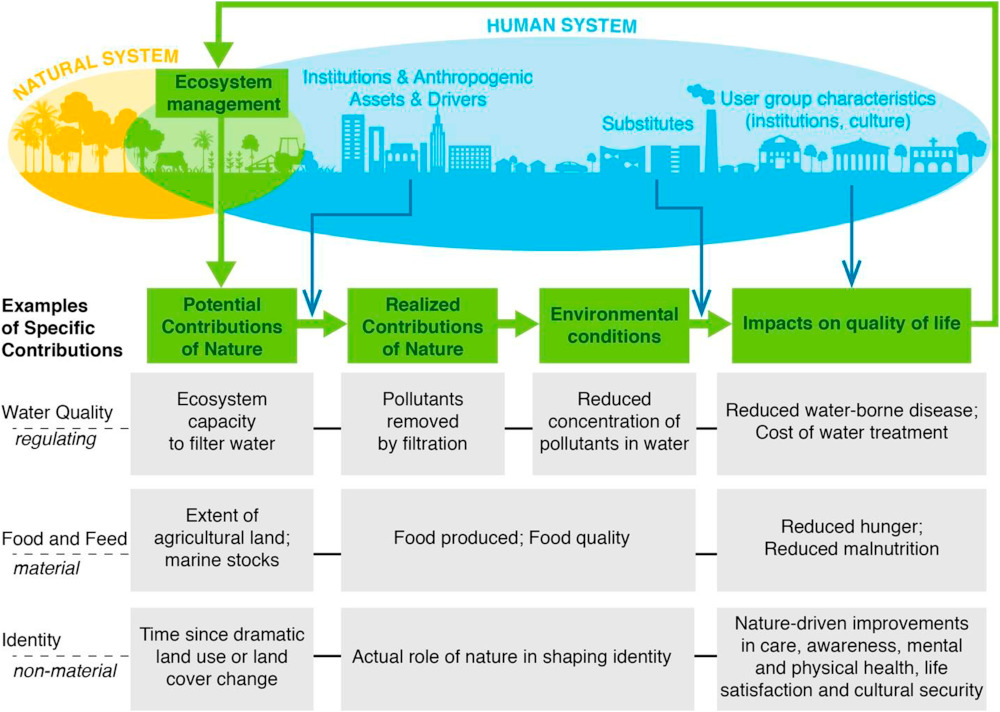 HUMAN SYSTEM
NATURAL SYSTEM
Ecosystem
management
Institutions & Anthropogenic
Assets & Drivers
Substitutes
User group characteristics
(institutions, culture)
Examples
of Specific
Contributions
Potential
Contributions
of Nature
Realized
Contributions
of Nature
Environmental
conditions
Impacts on quality of life
Water Quality
regulating
Ecosystem
capacity
to filter water
Pollutants
removed
by filtration
Reduced
concentration of
pollutants in water
Reduced water-borne disease;
Cost of water treatment
Food and Feed
material
Extent of
agricultural land;
marine stocks
Food produced; Food quality
Reduced hunger;
Reduced malnutrition
Identity
non-material
Time since dramatic
land use or land
cover change
Actual role of nature in shaping identity
Nature-driven improvements
in care, awareness, mental
and physical health, life
satisfaction and cultural security